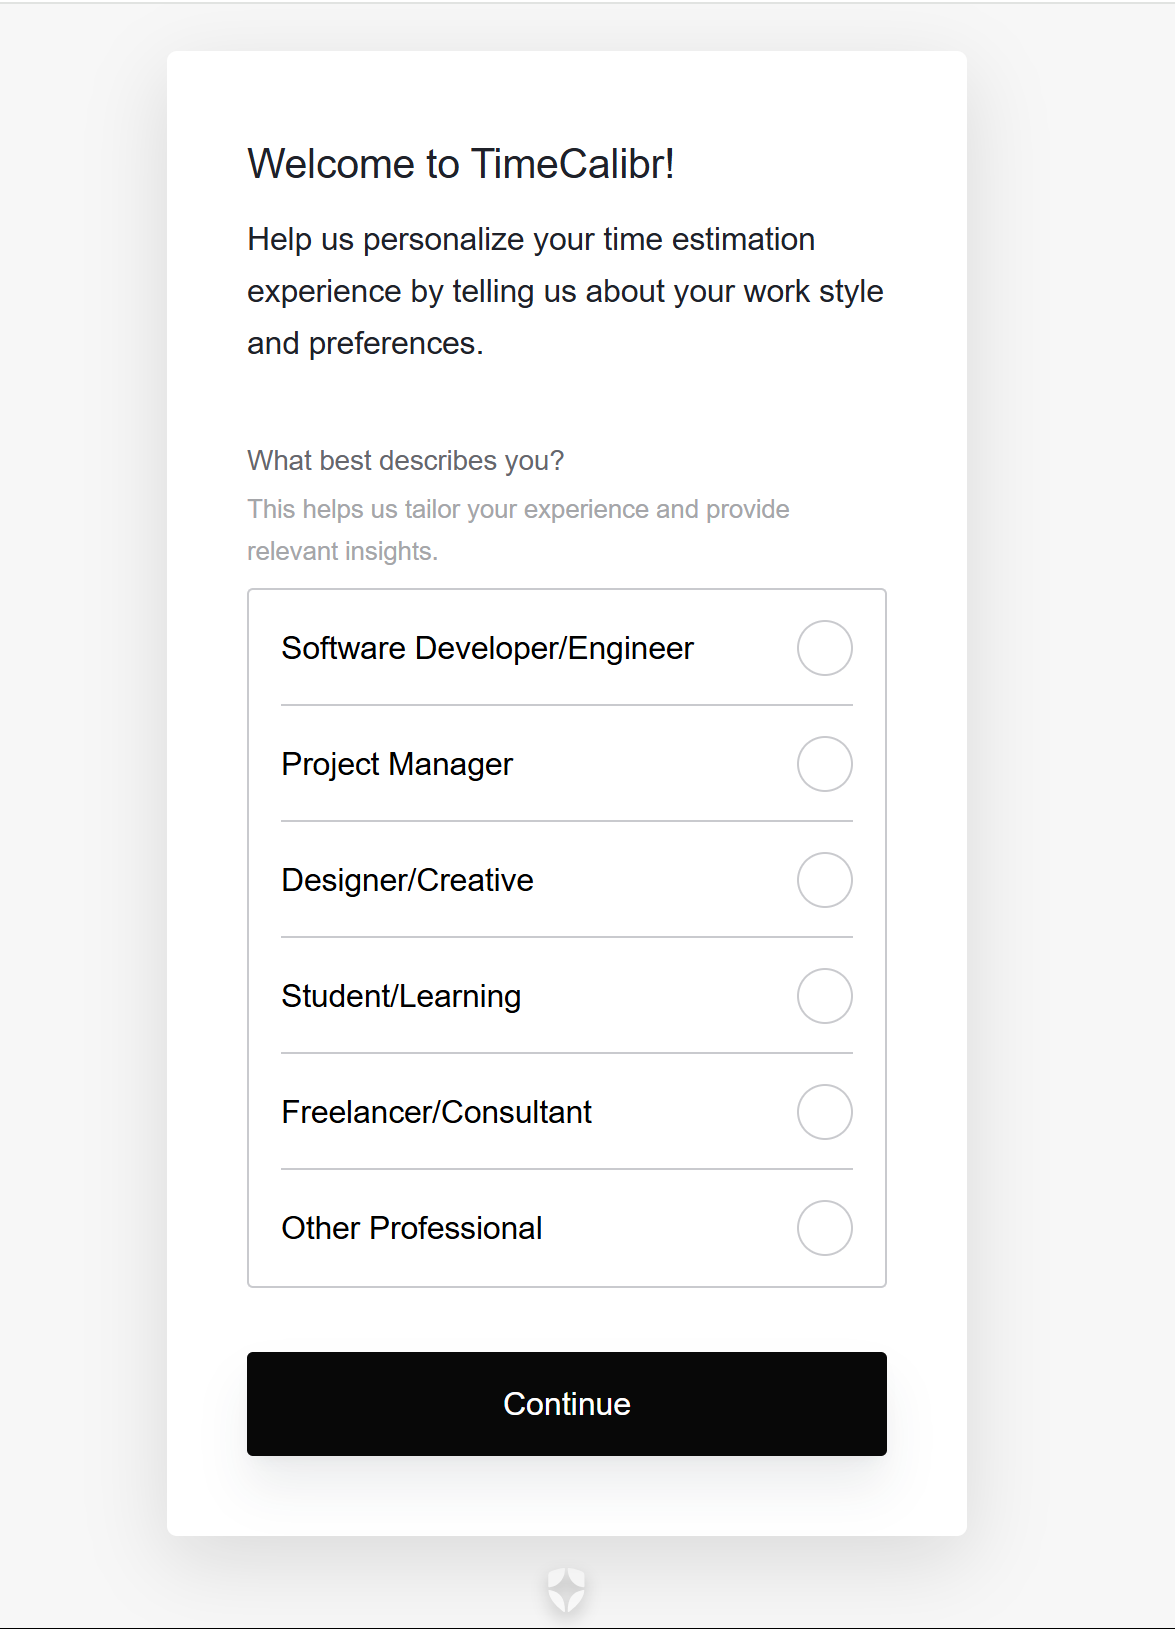 Welcome to TimeCalibr!
Help us personalize your time estimation
experience by telling us about your work style
and preferences.
What best describes you?
This helps us tailor your experience and provide
relevant insights.
Software Developer/Engineer
Project Manager
Designer/Creative
Student/Learning
Freelancer/Consultant
Other Professional
Continue